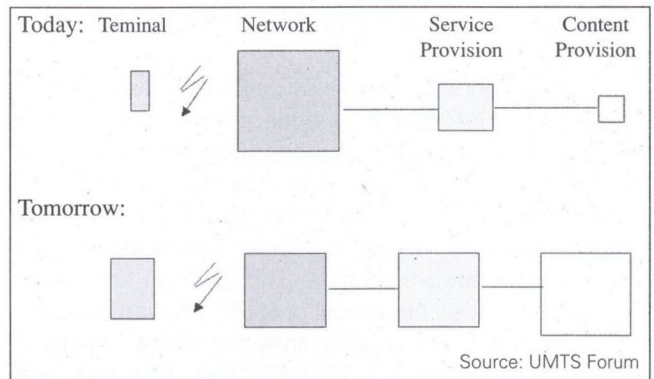 Today: Teminal Network Service Content
Provision Provision
Tomorrow:
Source: UMTS Forum